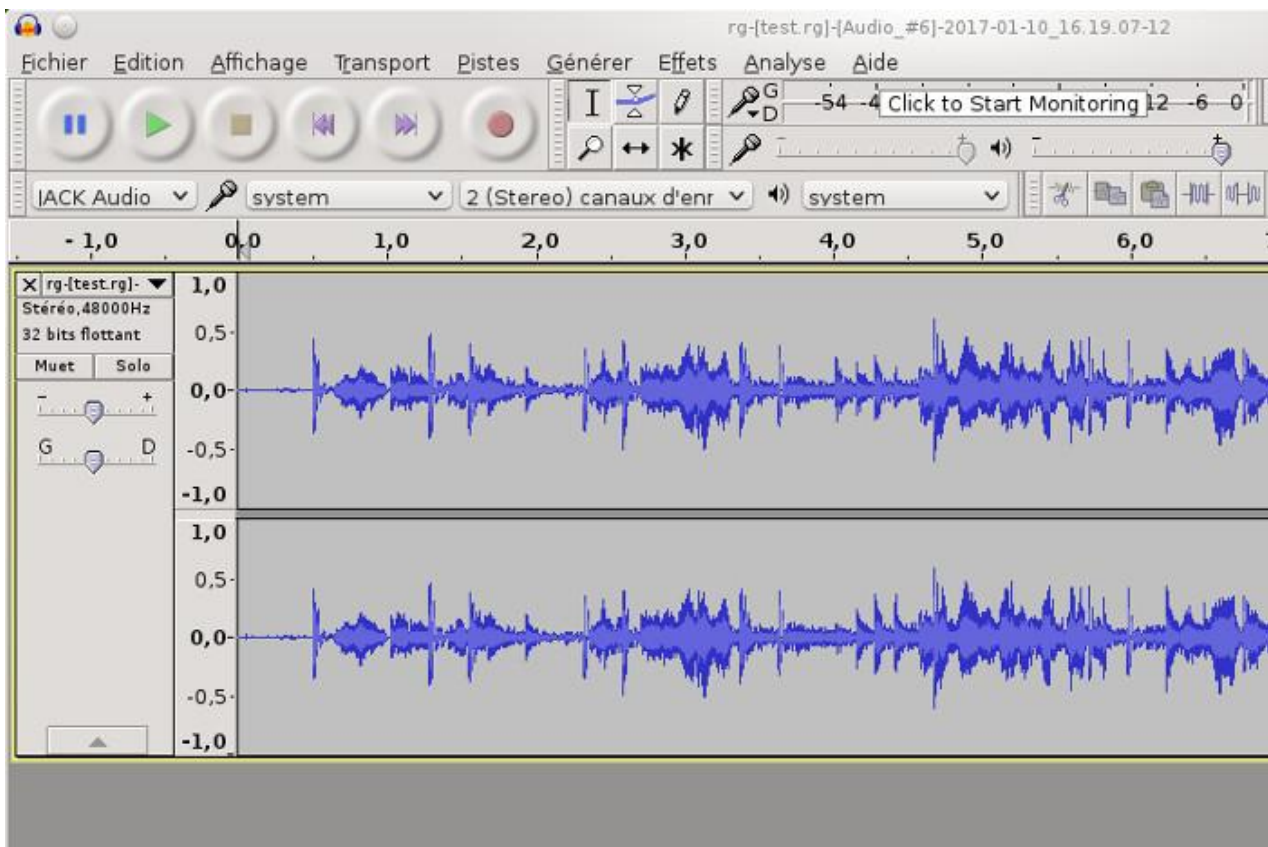 rg-[test.rg]-[Audio_#6]-2017-01-10_16.19.07-12
Fichier Edition Affichage Transport Pistes Générer Effets Analyse Aide
G
D
-54 -4 Click to Start Monitoring 12 -6 0
- + - +
JACK Audio system 2 (Stereo) canaux d'enr system
- 1,0 0,0 1,0 2,0 3,0 4,0 5,0 6,0
X rg-[test.rg]-
Stéréo,48000Hz
32 bits flottant
Muet Solo
- +
G D
1,0
0,5
0,0
-0,5
-1,0
1,0
0,5
0,0
-0,5
-1,0